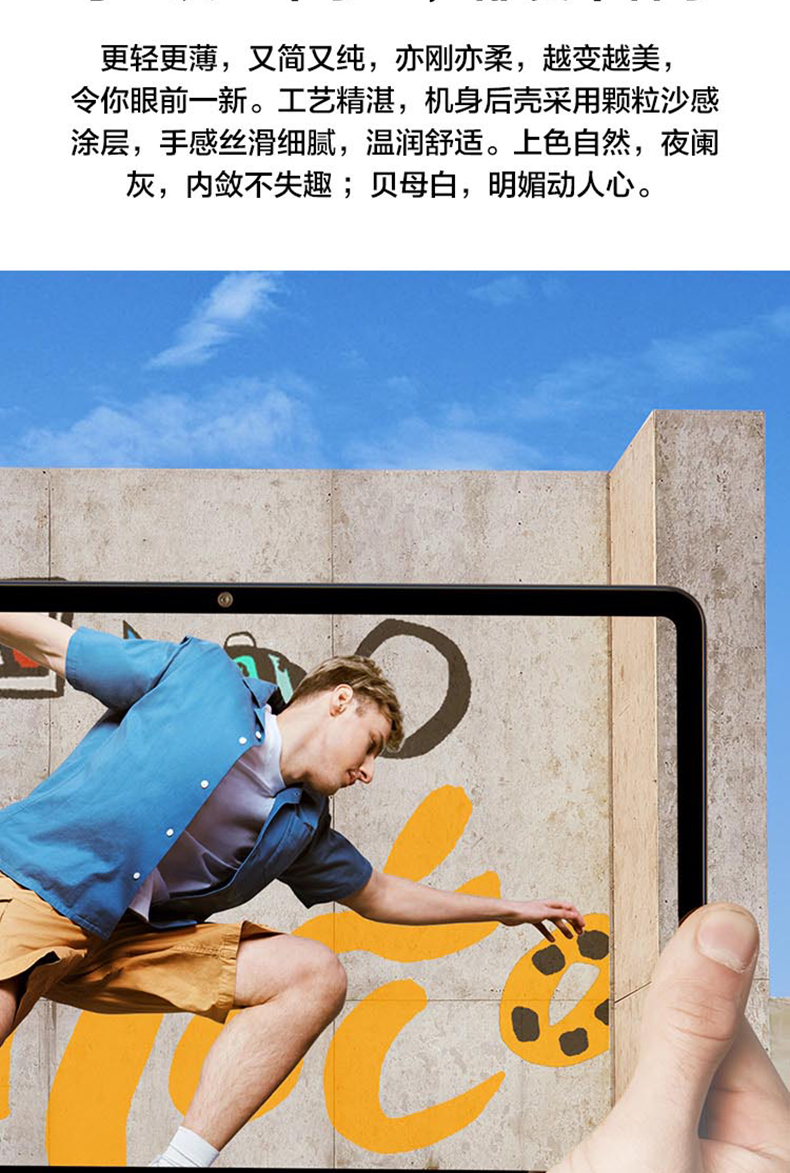 更轻更薄，又简又纯，亦刚亦柔，越变越美，
令你眼前一新。工艺精湛，机身后壳采用颗粒沙感
涂层，手感丝滑细腻，温润舒适。上色自然，夜阑
灰，内敛不失趣；贝母白，明媚动人心。